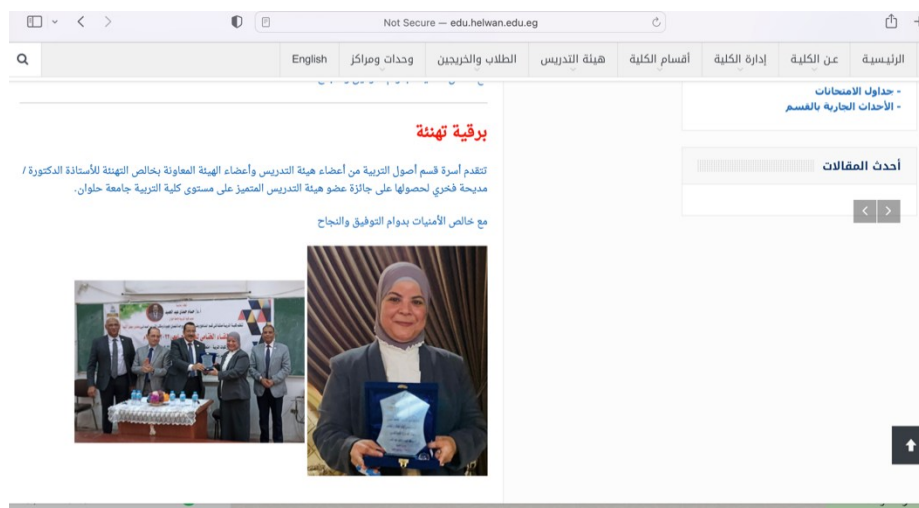 Not Secure — edu.helwan.edu.eg
الرئيسية
عن الكلية
إدارة الكلية
أقسام الكلية
هيئة التدريس
الطلاب والخريجين
وحدات ومراكز
English
- جداول الامتحانات
- الأحداث الجارية بالقسم
أحدث المقالات
برقية تهنئة
تتقدم أسرة قسم أصول التربية من أعضاء هيئة التدريس وأعضاء الهيئة المعاونة بخالص التهنئة للأستاذة الدكتورة /
مديحة فخري لحصولها على جائزة عضو هيئة التدريس المتميز على مستوى كلية التربية جامعة حلوان.
مع خالص الأمنيات بدوام التوفيق والنجاح